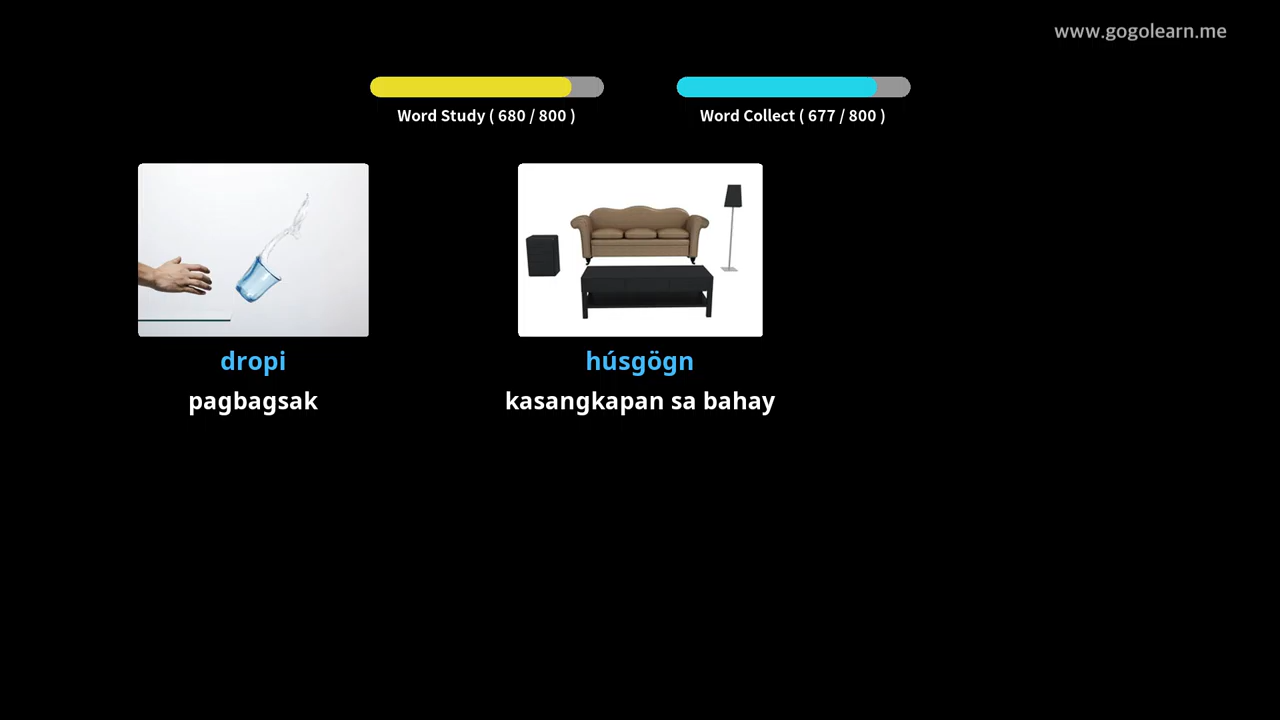 www.gogolearn.me
Word Study ( 680 / 800 )
Word Collect ( 677 / 800 )
dropi
pagbagsak
húsgögn
kasangkapan sa bahay